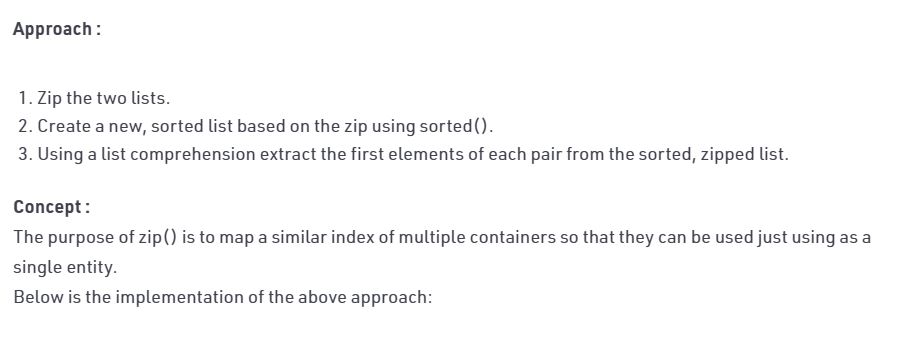 Approach :
1. Zip the two lists.
2. Create a new, sorted list based on the zip using sorted().
3. Using a list comprehension extract the first elements of each pair from the sorted, zipped list.
Concept :
The purpose of zip() is to map a similar index of multiple containers so that they can be used just using as a
single entity.
Below is the implementation of the above approach: